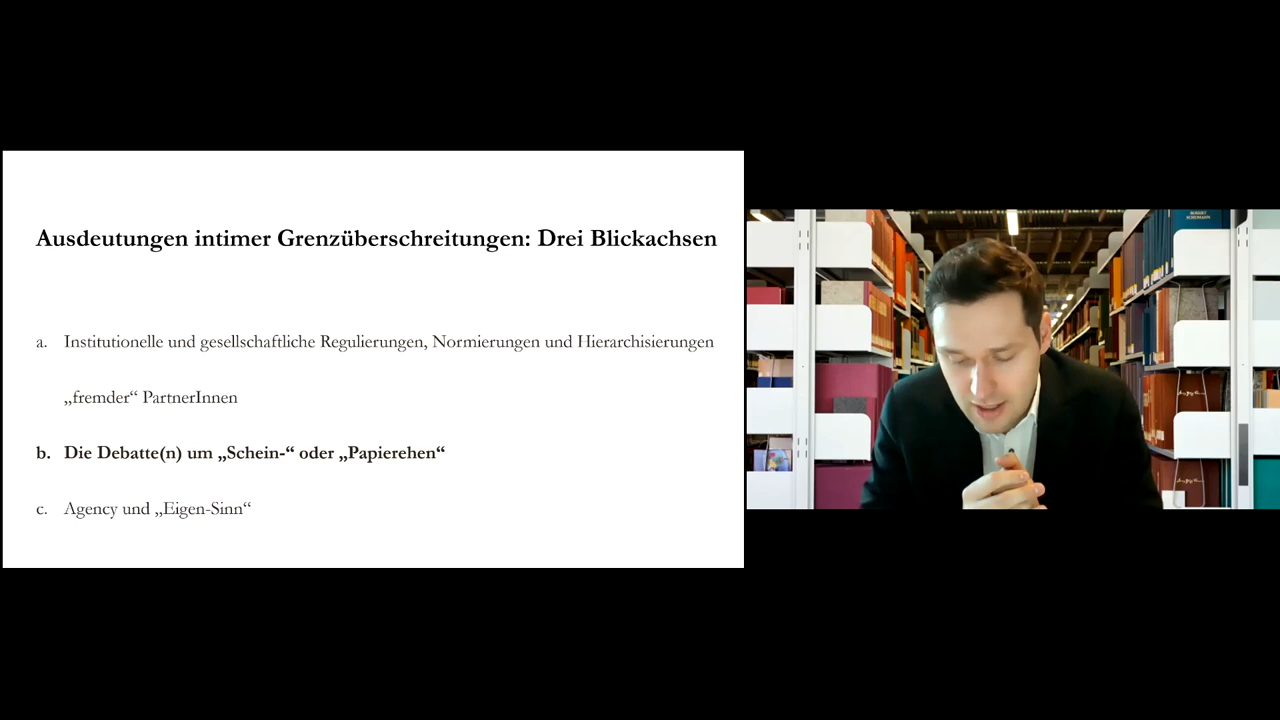 Ausdeutungen intimer Grenzüberschreitungen: Drei Blickachsen
a. Institutionelle und gesellschaftliche Regulierungen, Normierungen und Hierarchisierungen
„fremder“ PartnerInnen
b. Die Debatte(n) um „Schein-“ oder „Papierehen“
c. Agency und „Eigen-Sinn“